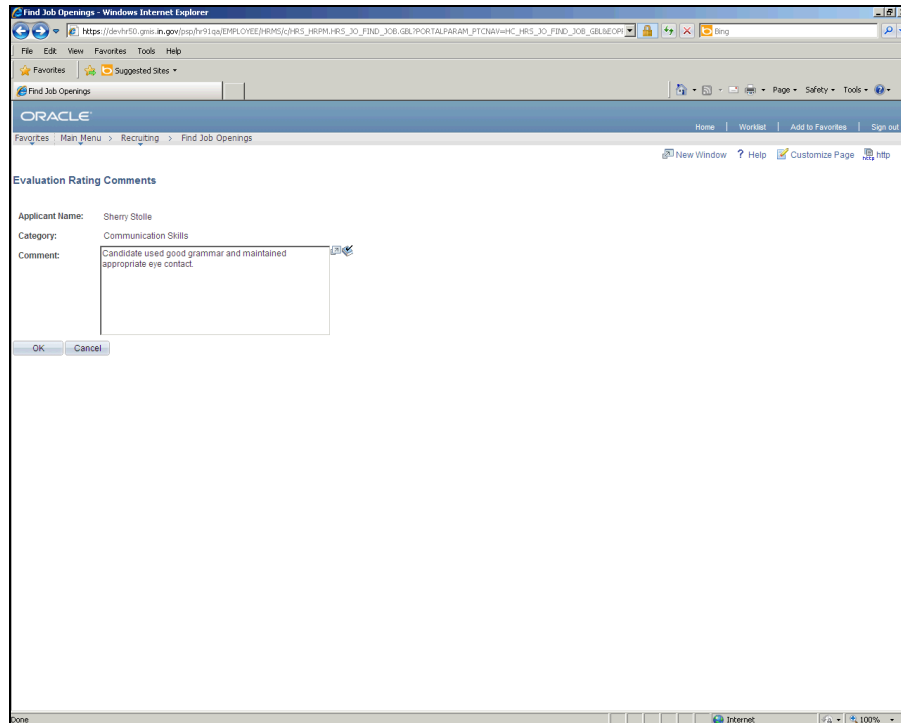 Find Job Openings - Windows Internet Explorer
https://devhr50.gmis.in.gov/psp/hr91qa/EMPLOYEE/HRMS/c/HRS_HRPM.HRS_JO_FIND_JOB.GBL?PORTALPARAM_PTCNAV=HC_HRS_JO_FIND_JOB_GBL&EOPI Bing
File Edit View Favorites Tools Help
Favorites Suggested Sites
Find Job Openings Page Safety Tools
ORACLE
Home | Worklist | Add to Favorites | Sign out
Favorites Main Menu > Recruiting > Find Job Openings
New Window ? Help Customize Page http
Evaluation Rating Comments
Applicant Name: Sherry Stolle
Category: Communication Skills
Comment: Candidate used good grammar and maintained
appropriate eye contact.
OK Cancel
Done Internet 100%